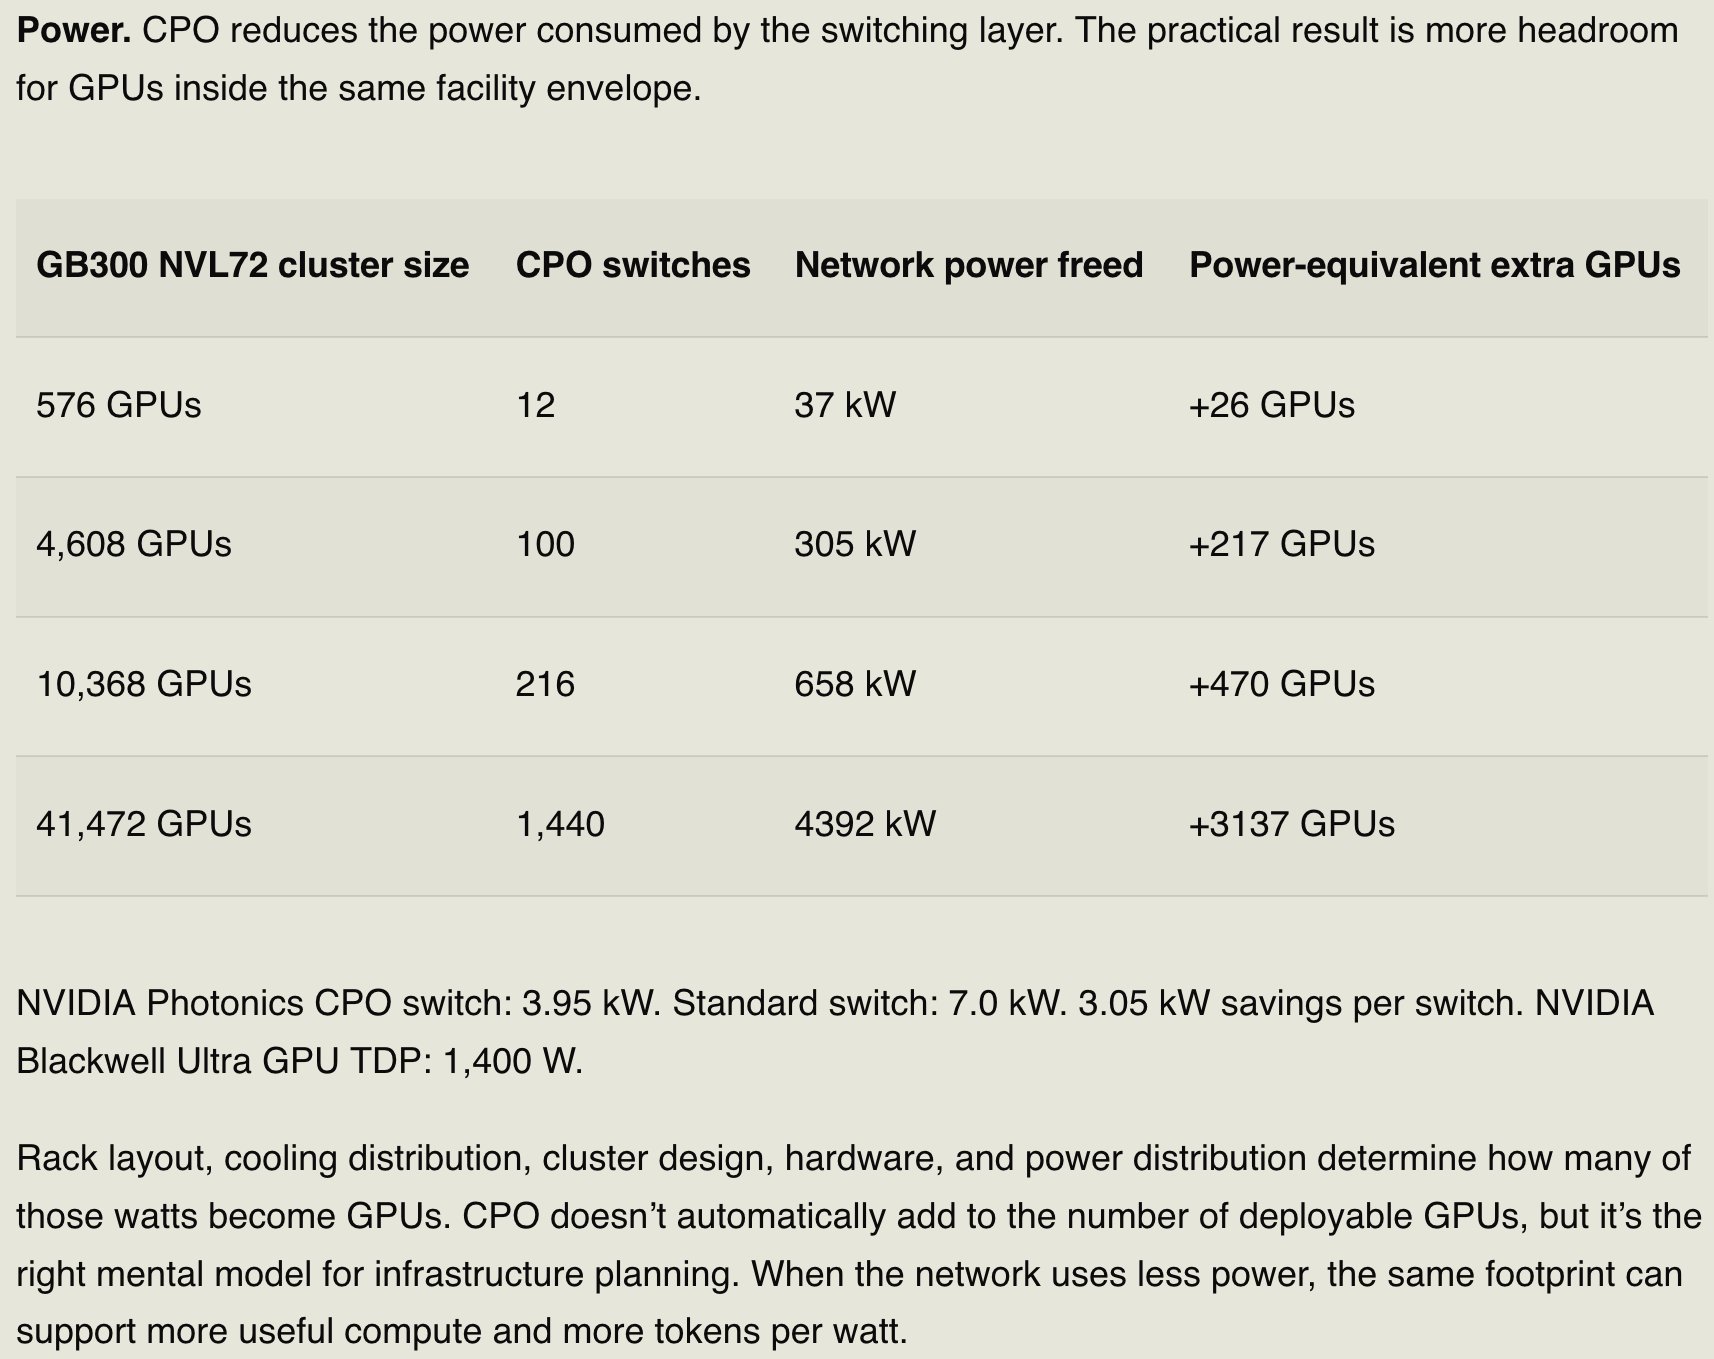 Power. CPO reduces the power consumed by the switching layer. The practical result is more headroom
for GPUs inside the same facility envelope.
GB300 NVL72 cluster size CPO switches Network power freed Power-equivalent extra GPUs
576 GPUs 12 37 kW +26 GPUs
4,608 GPUs 100 305 kW +217 GPUs
10,368 GPUs 216 658 kW +470 GPUs
41,472 GPUs 1,440 4392 kW +3137 GPUs
NVIDIA Photonics CPO switch: 3.95 kW. Standard switch: 7.0 kW. 3.05 kW savings per switch. NVIDIA
Blackwell Ultra GPU TDP: 1,400 W.
Rack layout, cooling distribution, cluster design, hardware, and power distribution determine how many of
those watts become GPUs. CPO doesn’t automatically add to the number of deployable GPUs, but it’s the
right mental model for infrastructure planning. When the network uses less power, the same footprint can
support more useful compute and more tokens per watt.